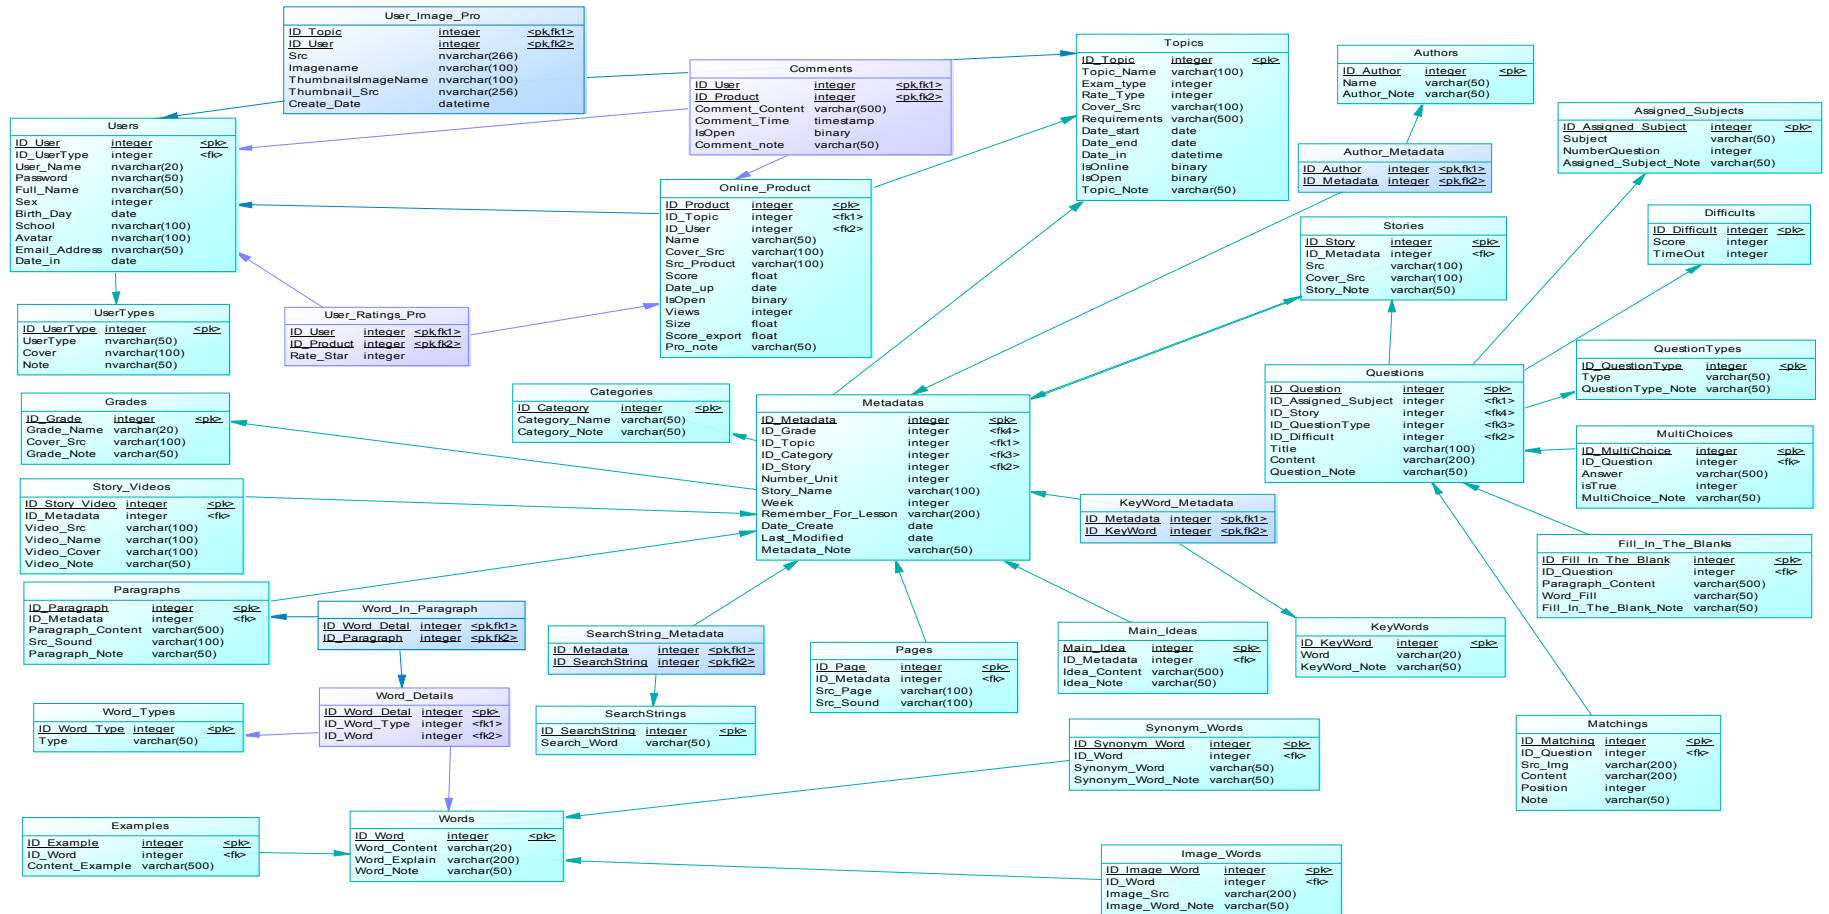 User_Image_Pro
ID_Topic integer <pk,fk1>
ID_User integer <pk,fk2>
Src nvarchar(266)
Imagename nvarchar(100)
ThumbnailsImageName nvarchar(100)
Thumbnail_Src nvarchar(256)
Create_Date datetime
Comments
ID_User integer <pk,fk1>
ID_Product integer <pk,fk2>
Comment_Content varchar(500)
Comment_Time timestamp
IsOpen binary
Comment_note varchar(50)
Topics
ID_Topic integer <pk>
Topic_Name varchar(100)
Exam_type integer
Rate_Type integer
Cover_Src varchar(100)
Requirements varchar(500)
Date_start date
Date_end date
Date_in datetime
IsOnline binary
IsOpen binary
Topic_Note varchar(50)
Authors
ID_Author integer <pk>
Name varchar(50)
Author_Note varchar(50)
Assigned_Subjects
ID_Assigned_Subject integer <pk>
Subject varchar(50)
NumberQuestion integer
Assigned_Subject_Note varchar(50)
Users
ID_User integer <pk>
ID_UserType integer <fk>
User_Name nvarchar(20)
Password nvarchar(50)
Full_Name nvarchar(50)
Sex integer
Birth_Day date
School nvarchar(100)
Avatar nvarchar(100)
Email_Address nvarchar(50)
Date_in date
Author_Metadata
ID_Author integer <pk,fk1>
ID_Metadata integer <pk,fk2>
Online_Product
ID_Product integer <pk>
ID_Topic integer <fk1>
ID_User integer <fk2>
Name varchar(50)
Cover_Src varchar(100)
Src_Product varchar(100)
Score float
Date_up date
IsOpen binary
Views integer
Size float
Score_export float
Pro_note varchar(50)
Stories
ID_Story integer <pk>
ID_Metadata integer <fk>
Src varchar(100)
Cover_Src varchar(100)
Story_Note varchar(50)
Difficults
ID_Difficult integer <pk>
Score integer
TimeOut integer
UserTypes
ID_UserType integer <pk>
UserType nvarchar(50)
Cover nvarchar(100)
Note nvarchar(50)
User_Ratings_Pro
ID_User integer <pk,fk1>
ID_Product integer <pk,fk2>
Rate_Star integer
QuestionTypes
ID_QuestionType integer <pk>
Type varchar(50)
QuestionType_Note varchar(50)
Questions
ID_Question integer <pk>
ID_Assigned_Subject integer <fk1>
ID_Story integer <fk4>
ID_QuestionType integer <fk3>
ID_Difficult integer <fk2>
Title varchar(100)
Content varchar(200)
Question_Note varchar(50)
Categories
ID_Category integer <pk>
Category_Name varchar(50)
Category_Note varchar(50)
Grades
ID_Grade integer <pk>
Grade_Name varchar(20)
Cover_Src varchar(100)
Grade_Note varchar(50)
Metadatas
ID_Metadata integer <pk>
ID_Grade integer <fk4>
ID_Topic integer <fk1>
ID_Category integer <fk3>
ID_Story integer <fk2>
Number_Unit integer
Story_Name varchar(100)
Week integer
Remember_For_Lesson varchar(200)
Date_Create date
Last_Modified date
Metadata_Note varchar(50)
MultiChoices
ID_MultiChoice integer <pk>
ID_Question integer <fk>
Answer varchar(500)
isTrue integer
MultiChoice_Note varchar(50)
Story_Videos
ID_Story_Video integer <pk>
ID_Metadata integer <fk>
Video_Src varchar(100)
Video_Name varchar(100)
Video_Cover varchar(100)
Video_Note varchar(50)
KeyWord_Metadata
ID_Metadata integer <pk,fk1>
ID_KeyWord integer <pk,fk2>
Fill_In_The_Blanks
ID_Fill_In_The_Blank integer <pk>
ID_Question integer <fk>
Paragraph_Content varchar(500)
Word_Fill varchar(50)
Fill_In_The_Blank_Note varchar(50)
Paragraphs
ID_Paragraph integer <pk>
ID_Metadata integer <fk>
Paragraph_Content varchar(500)
Src_Sound varchar(100)
Paragraph_Note varchar(50)
Word_In_Paragraph
ID_Word_Detal integer <pk,fk1>
ID_Paragraph integer <pk,fk2>
SearchString_Metadata
ID_Metadata integer <pk,fk1>
ID_SearchString integer <pk,fk2>
Pages
ID_Page integer <pk>
ID_Metadata integer <fk>
Src_Page varchar(100)
Src_Sound varchar(100)
Main_Ideas
Main_Idea integer <pk>
ID_Metadata integer <fk>
Idea_Content varchar(500)
Idea_Note varchar(50)
KeyWords
ID_KeyWord integer <pk>
Word varchar(20)
KeyWord_Note varchar(50)
Word_Details
ID_Word_Detal integer <pk>
ID_Word_Type integer <fk1>
ID_Word integer <fk2>
Word_Types
ID_Word_Type integer <pk>
Type varchar(50)
SearchStrings
ID_SearchString integer <pk>
Search_Word varchar(50)
Synonym_Words
ID_Synonym_Word integer <pk>
ID_Word integer <fk>
Synonym_Word varchar(50)
Synonym_Word_Note varchar(50)
Matchings
ID_Matching integer <pk>
ID_Question integer <fk>
Src_Img varchar(200)
Content varchar(200)
Position integer
Note varchar(50)
Examples
ID_Example integer <pk>
ID_Word integer <fk>
Content_Example varchar(500)
Words
ID_Word integer <pk>
Word_Content varchar(20)
Word_Explain varchar(200)
Word_Note varchar(50)
Image_Words
ID_Image_Word integer <pk>
ID_Word integer <fk>
Image_Src varchar(200)
Image_Word_Note varchar(50)